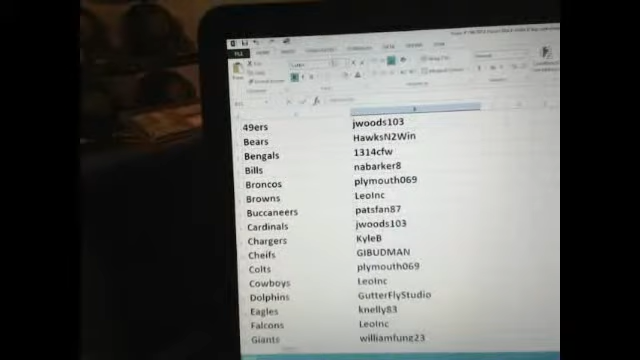 49ers jwoods103
Bears HawksN2Win
Bengals 1314cfw
Bills nabarker8
Broncos plymouth069
Browns LeoInc
Buccaneers patsfan87
Cardinals jwoods103
Chargers KyleB
Cheifs GIBUDMAN
Colts plymouth069
Cowboys LeoInc
Dolphins GutterFlyStudio
Eagles knelly83
Falcons LeoInc
Giants williamfung23